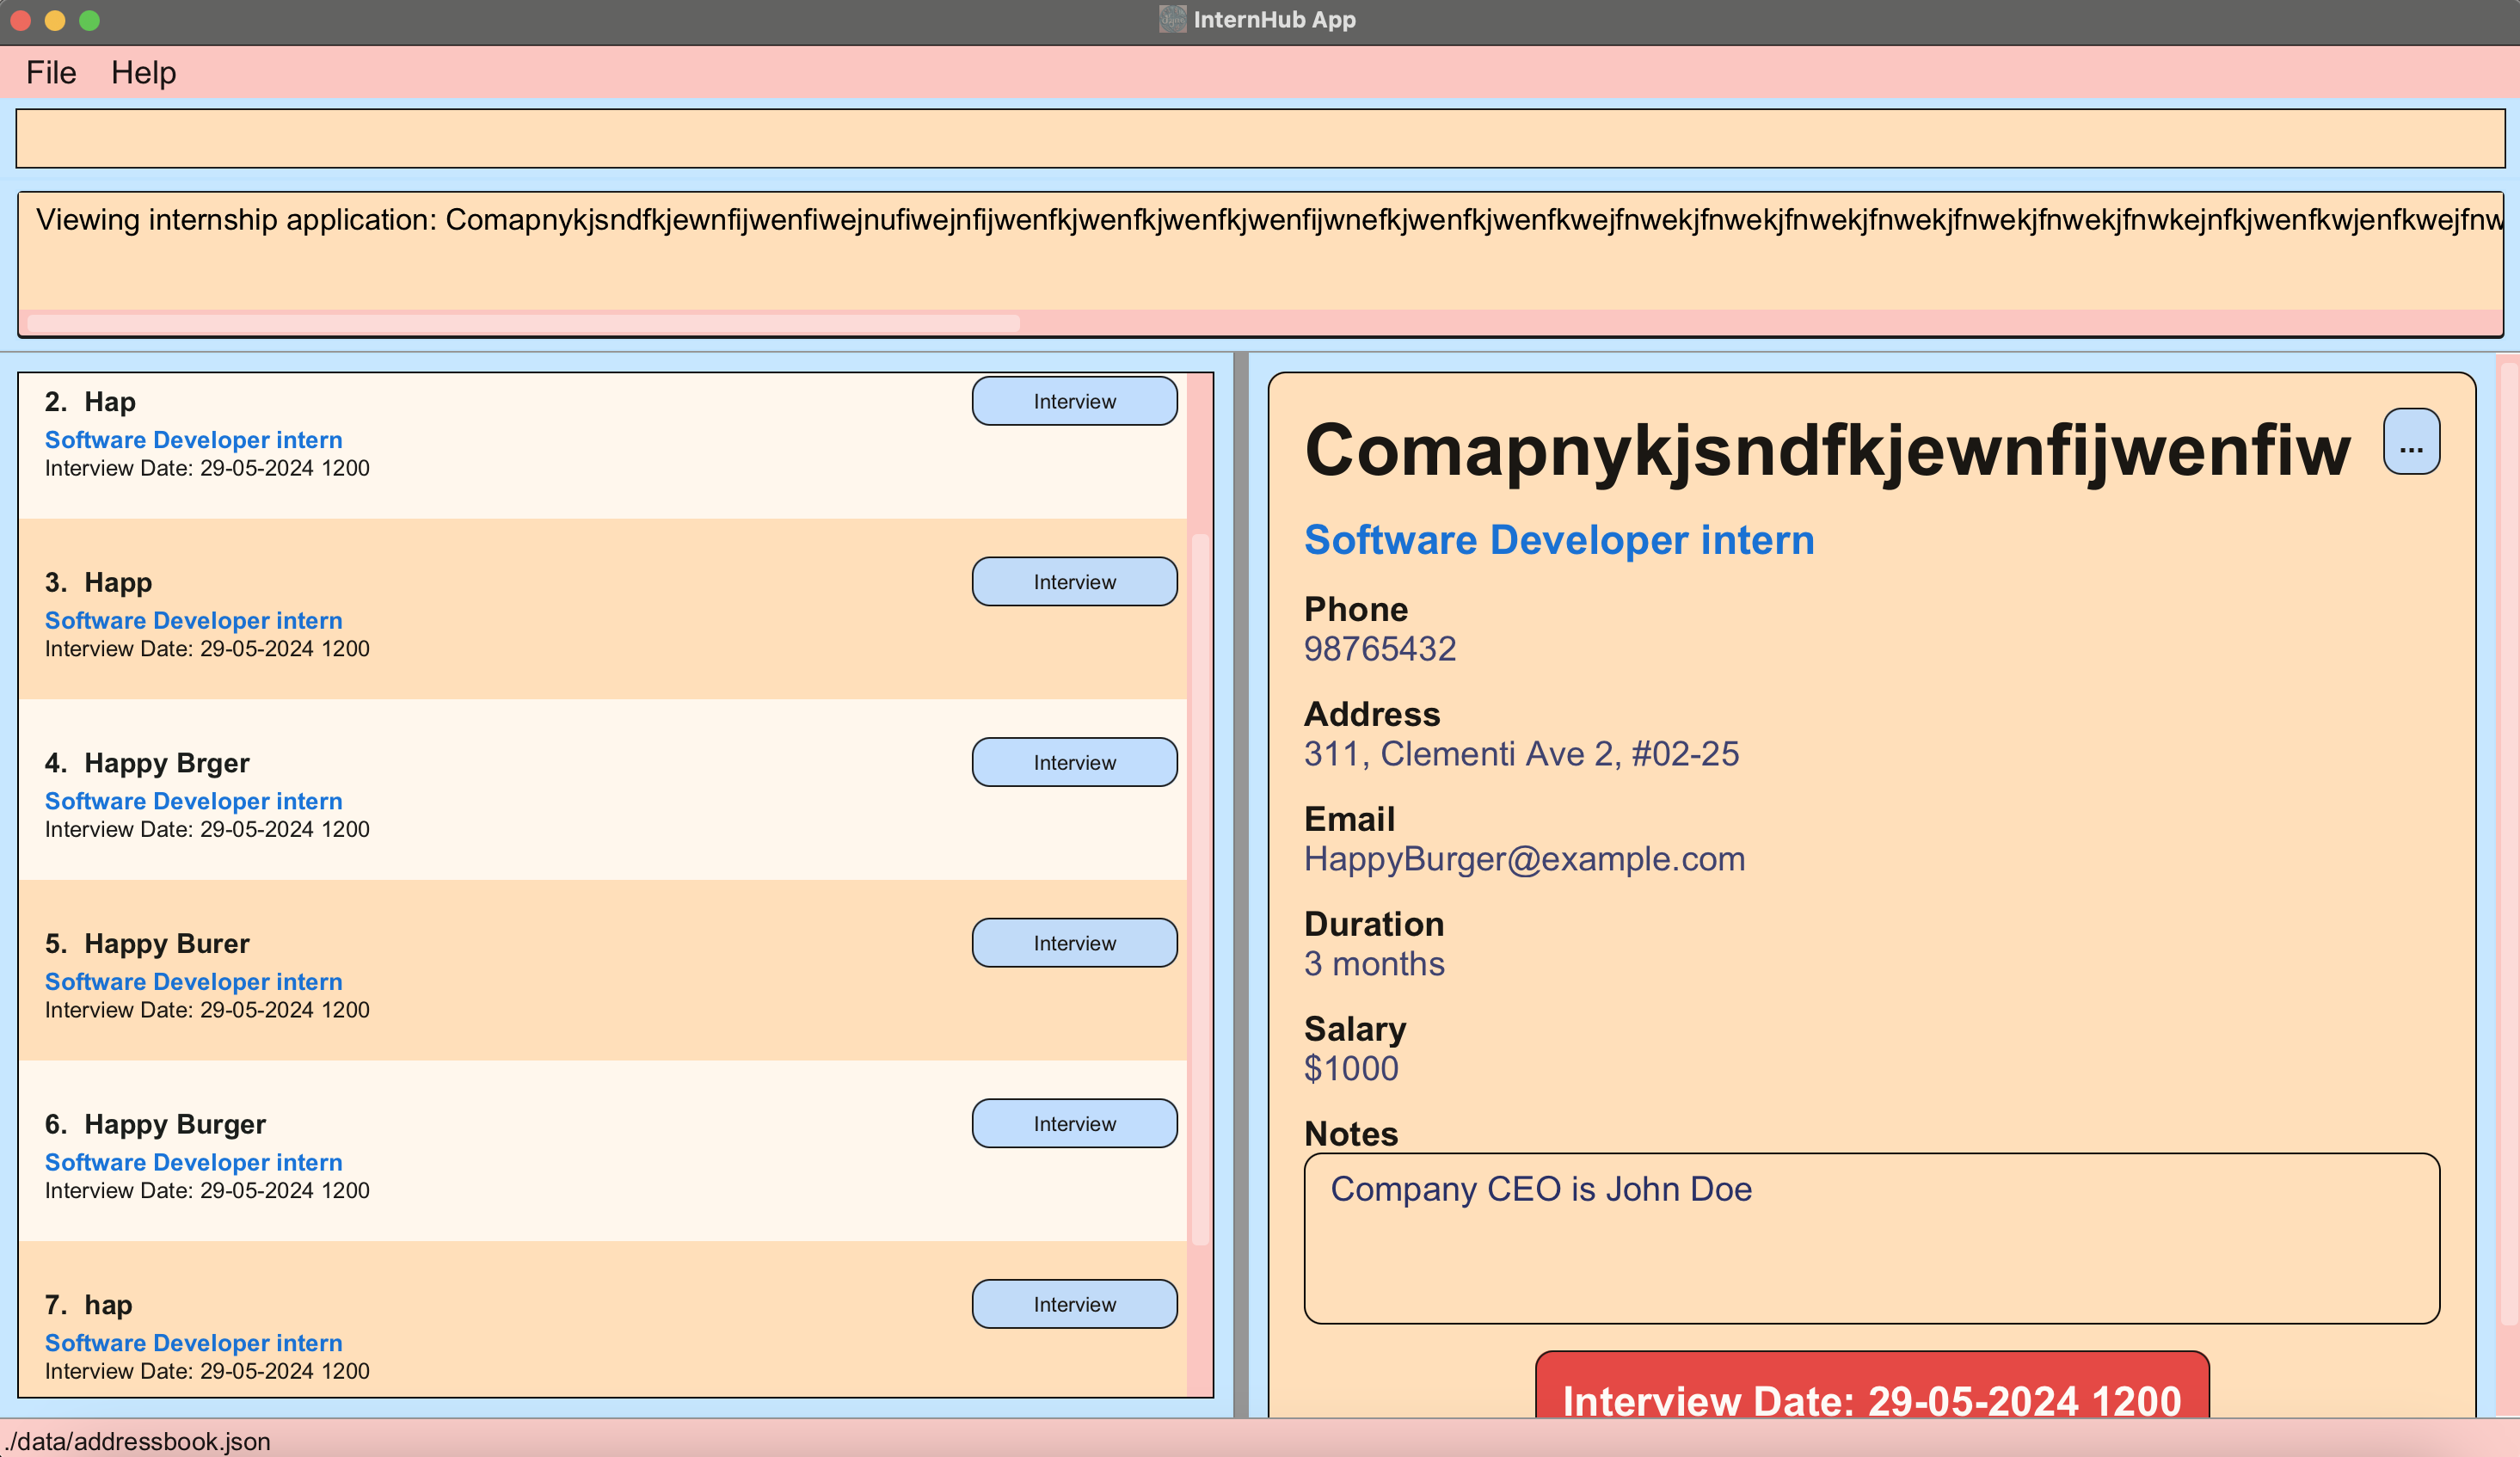 InternHub App
File Help
Viewing internship application: Comapnykjsndfkjewnfijwenfiwejnufiwejnfijwenfkjwenfkjwenfkjwenfijwnefkjwenfkjwenfkwejfnwekjfnwekjfnwekjfnwekjfnwekjfnwkejnfkjwenfkwjenfkwejfnw
2. Hap
Interview
Software Developer intern
Interview Date: 29-05-2024 1200
3. Happ
Interview
Software Developer intern
Interview Date: 29-05-2024 1200
4. Happy Brger
Interview
Software Developer intern
Interview Date: 29-05-2024 1200
5. Happy Burer
Interview
Software Developer intern
Interview Date: 29-05-2024 1200
6. Happy Burger
Interview
Software Developer intern
Interview Date: 29-05-2024 1200
7. hap
Interview
Software Developer intern
Interview Date: 29-05-2024 1200
Comapnykjsndfkjewnfijwenfiw
...
Software Developer intern
Phone
98765432
Address
311, Clementi Ave 2, #02-25
Email
HappyBurger@example.com
Duration
3 months
Salary
$1000
Notes
Company CEO is John Doe
Interview Date: 29-05-2024 1200
./data/addressbook.json